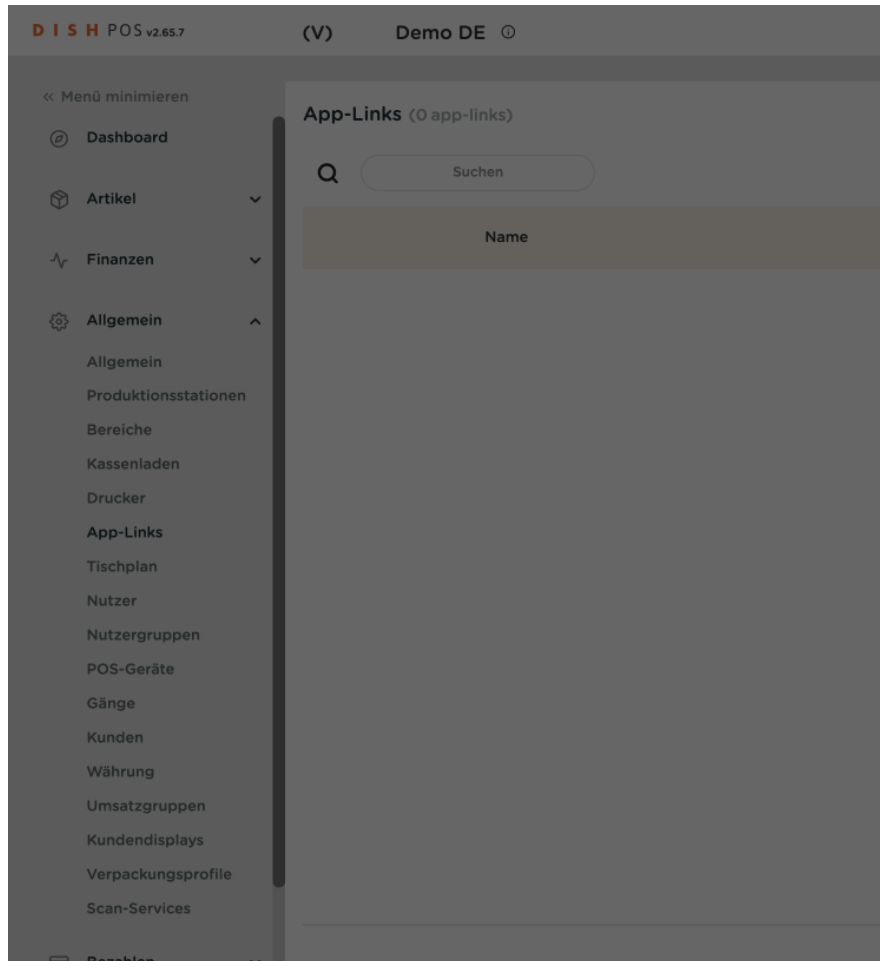 DISH POS v2.65.7
(V) Demo DE
« Menü minimieren
Dashboard
Artikel
Finanzen
Allgemein
Allgemein
Produktionsstationen
Bereiche
Kassenladen
Drucker
App-Links
Tischplan
Nutzer
Nutzergruppen
POS-Geräte
Gänge
Kunden
Währung
Umsatzgruppen
Kundendisplays
Verpackungsprofile
Scan-Services
Bezahlen
App-Links (0 app-links)
Suchen
Name